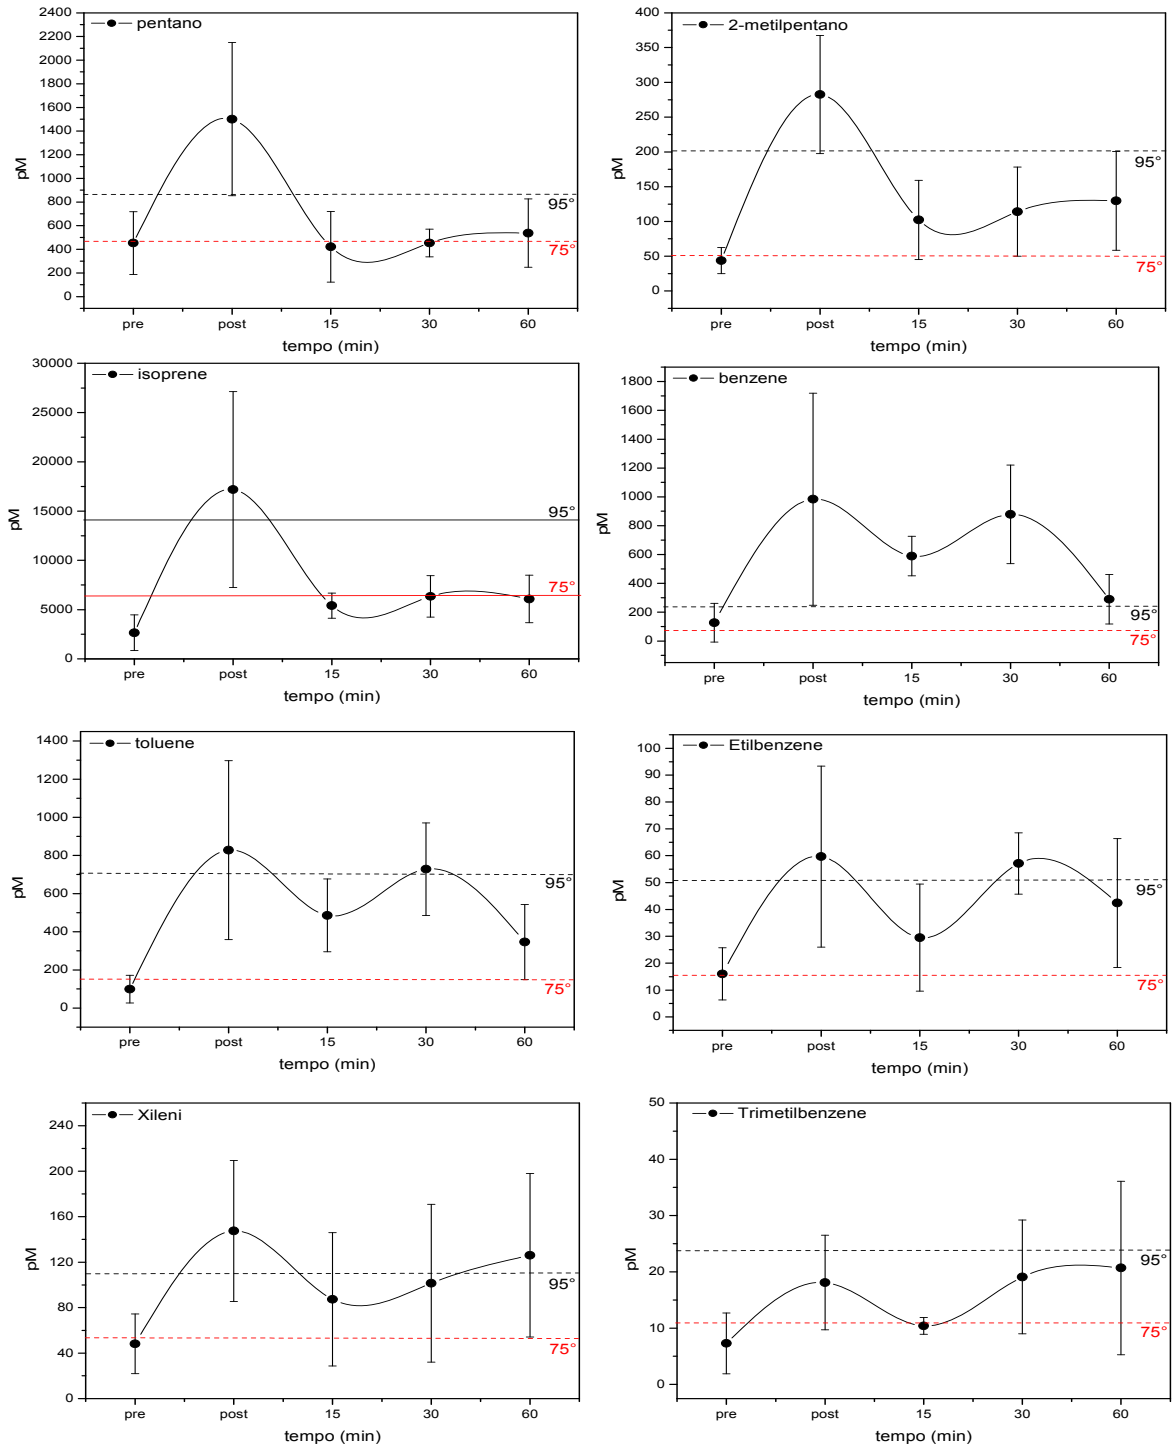 pentano
2400
2200
2000
1800
1600
1400
1200
1000
800
600
400
200
0
pM
95°
75°
pre post 15 30 60
tempo (min)
2-metilpentano
400
350
300
250
200
150
100
50
0
pM
95°
75°
pre post 15 30 60
tempo (min)
isoprene
30000
25000
20000
15000
10000
5000
0
pM
95°
75°
pre post 15 30 60
tempo (min)
benzene
1800
1600
1400
1200
1000
800
600
400
200
0
pM
95°
75°
pre post 15 30 60
tempo (min)
toluene
1400
1200
1000
800
600
400
200
0
pM
95°
75°
pre post 15 30 60
tempo (min)
Etilbenzene
100
90
80
70
60
50
40
30
20
10
0
pM
95°
75°
pre post 15 30 60
tempo (min)
Xileni
240
200
160
120
80
40
0
pM
95°
75°
pre post 15 30 60
tempo (min)
Trimetilbenzene
50
40
30
20
10
0
pM
95°
75°
pre post 15 30 60
tempo (min)